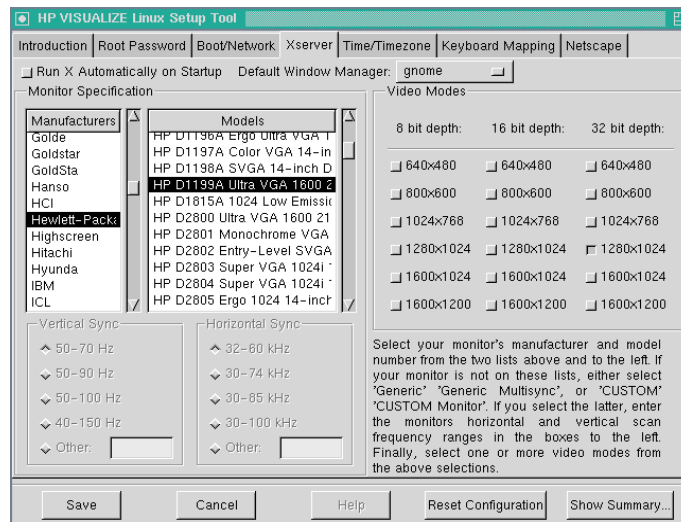 HP VISUALIZE Linux Setup Tool
Introduction Root Password Boot/Network Xserver Time/Timezone Keyboard Mapping Netscape
Run X Automatically on Startup Default Window Manager: gnome
Monitor Specification
Manufacturers
Golde
Goldstar
GoldSta
Hanso
HCI
Hewlett-Packa
Highscreen
Hitachi
Hyunda
IBM
ICL
Models
HP D1196A Ergo Ultra VGA 1
HP D1197A Color VGA 14-in
HP D1198A SVGA 14-inch D
HP D1199A Ultra VGA 1600 2
HP D1815A 1024 Low Emissic
HP D2800 Ultra VGA 1600 21
HP D2801 Monochrome VGA
HP D2802 Entry-Level SVGA
HP D2803 Super VGA 1024i
HP D2804 Super VGA 1024i
HP D2805 Ergo 1024 14-inch
Vertical Sync
50-70 Hz
50-90 Hz
50-100 Hz
40-150 Hz
Other:
Horizontal Sync
32-60 kHz
30-74 kHz
30-85 kHz
30-100 kHz
Other:
Video Modes
8 bit depth: 16 bit depth: 32 bit depth:
640x480 640x480 640x480
800x600 800x600 800x600
1024x768 1024x768 1024x768
1280x1024 1280x1024 1280x1024
1600x1024 1600x1024 1600x1024
1600x1200 1600x1200 1600x1200
Select your monitor's manufacturer and model
number from the two lists above and to the left. If
your monitor is not on these lists, either select
'Generic' 'Generic Multisync', or 'CUSTOM'
'CUSTOM Monitor'. If you select the latter, enter
the monitors horizontal and vertical scan
frequency ranges in the boxes to the left.
Finally, select one or more video modes from
the above selections.
Save Cancel Help Reset Configuration Show Summary...